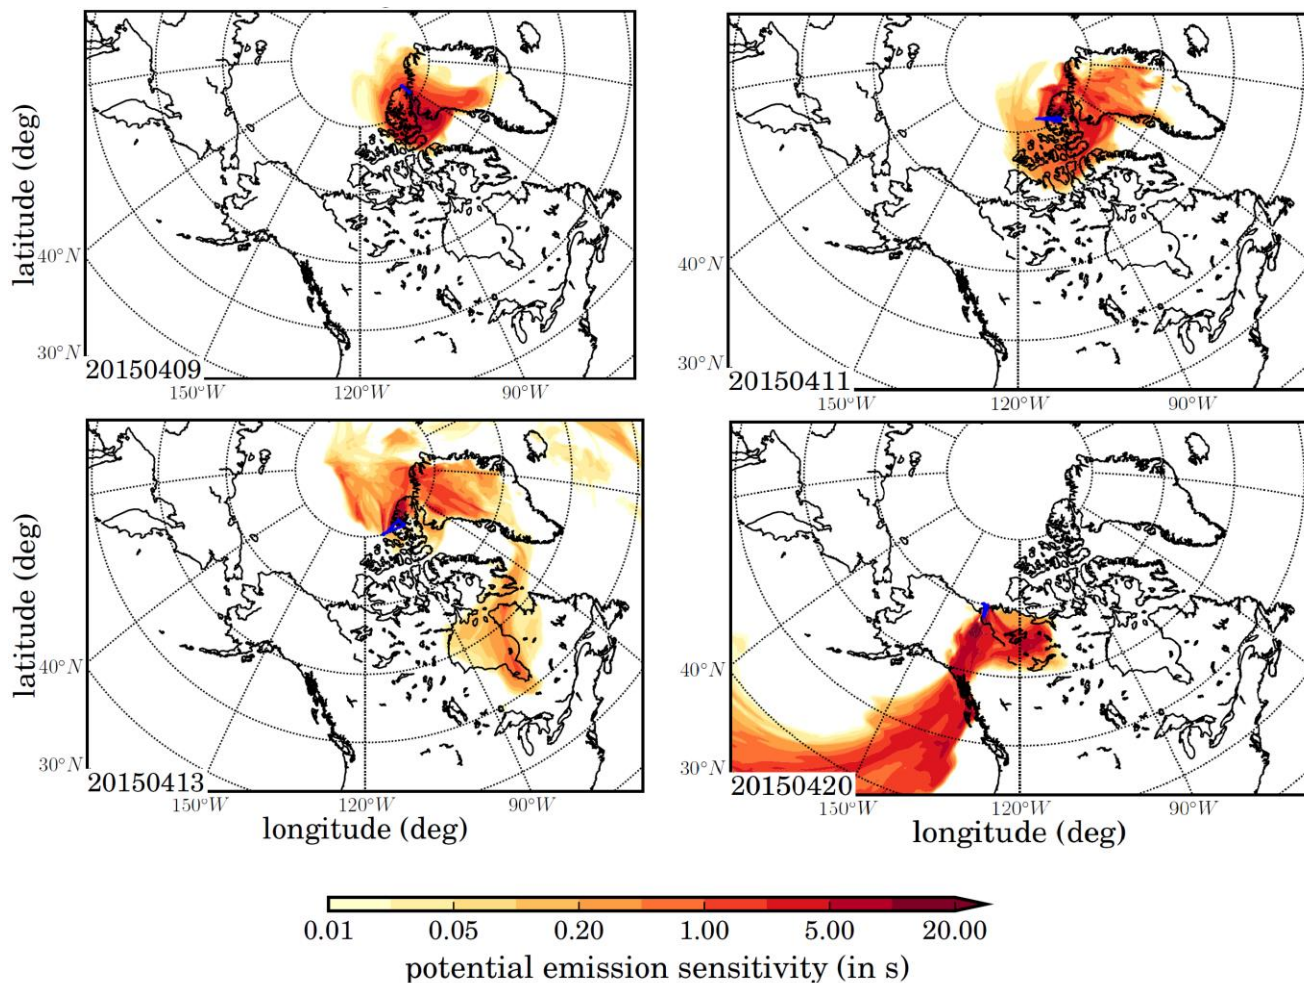 latitude (deg)
40°N
30°N
20150409
150°W
120°W
90°W
40°N
30°N
20150411
150°W
120°W
90°W
latitude (deg)
40°N
30°N
20150413
150°W
120°W
90°W
longitude (deg)
40°N
30°N
20150420
150°W
120°W
90°W
longitude (deg)
0.01 0.05 0.20 1.00 5.00 20.00
potential emission sensitivity (in s)